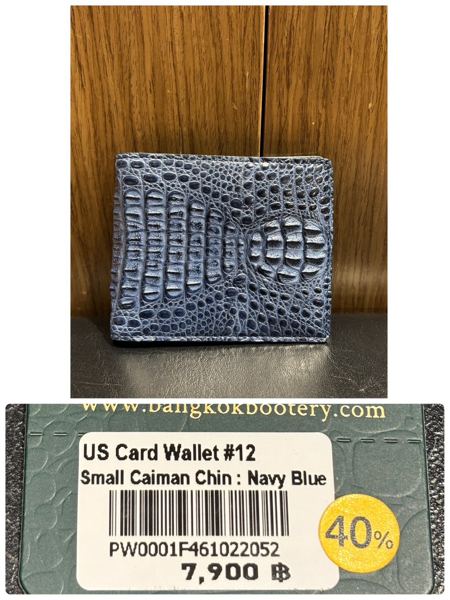 www.bangkokbootery.com
US Card Wallet #12
Small Caiman Chin : Navy Blue
PW0001F461022052
7,900 ฿
40%